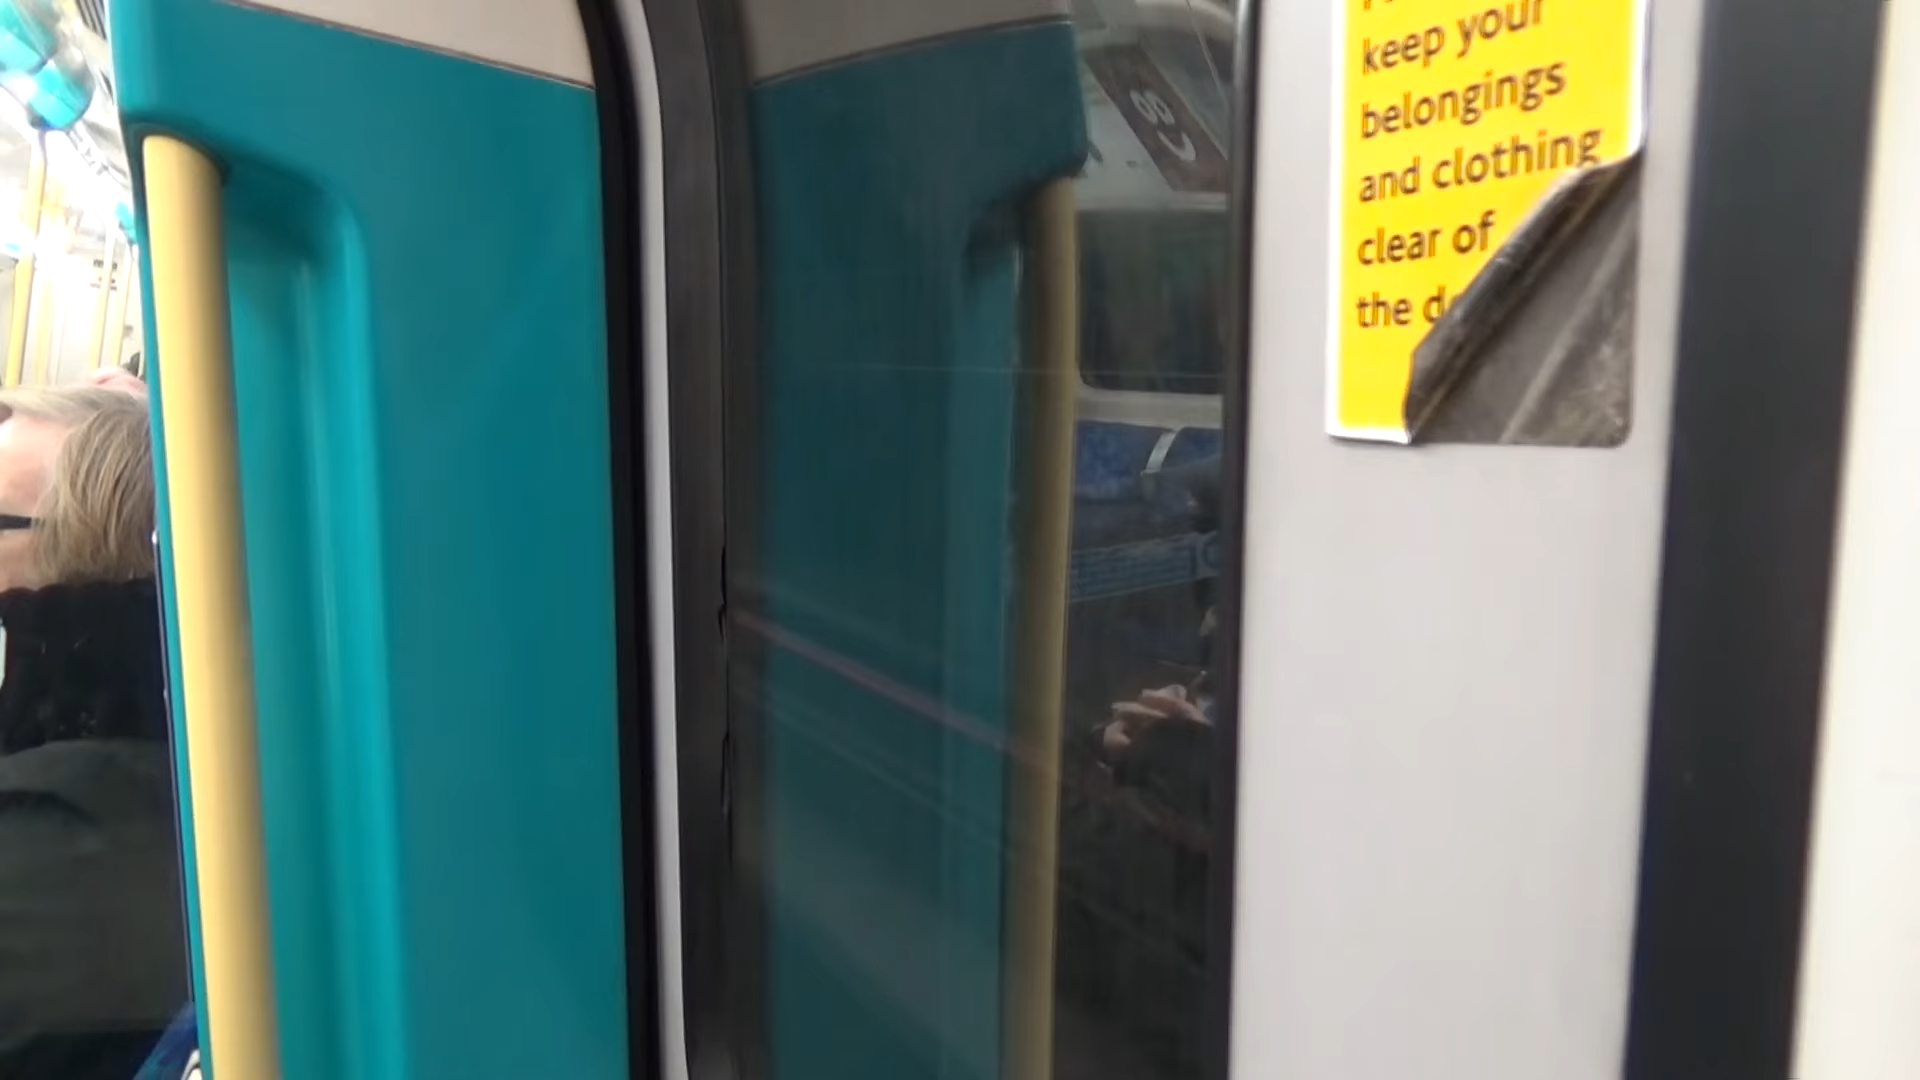 keep your
belongings
and clothing
clear of
the